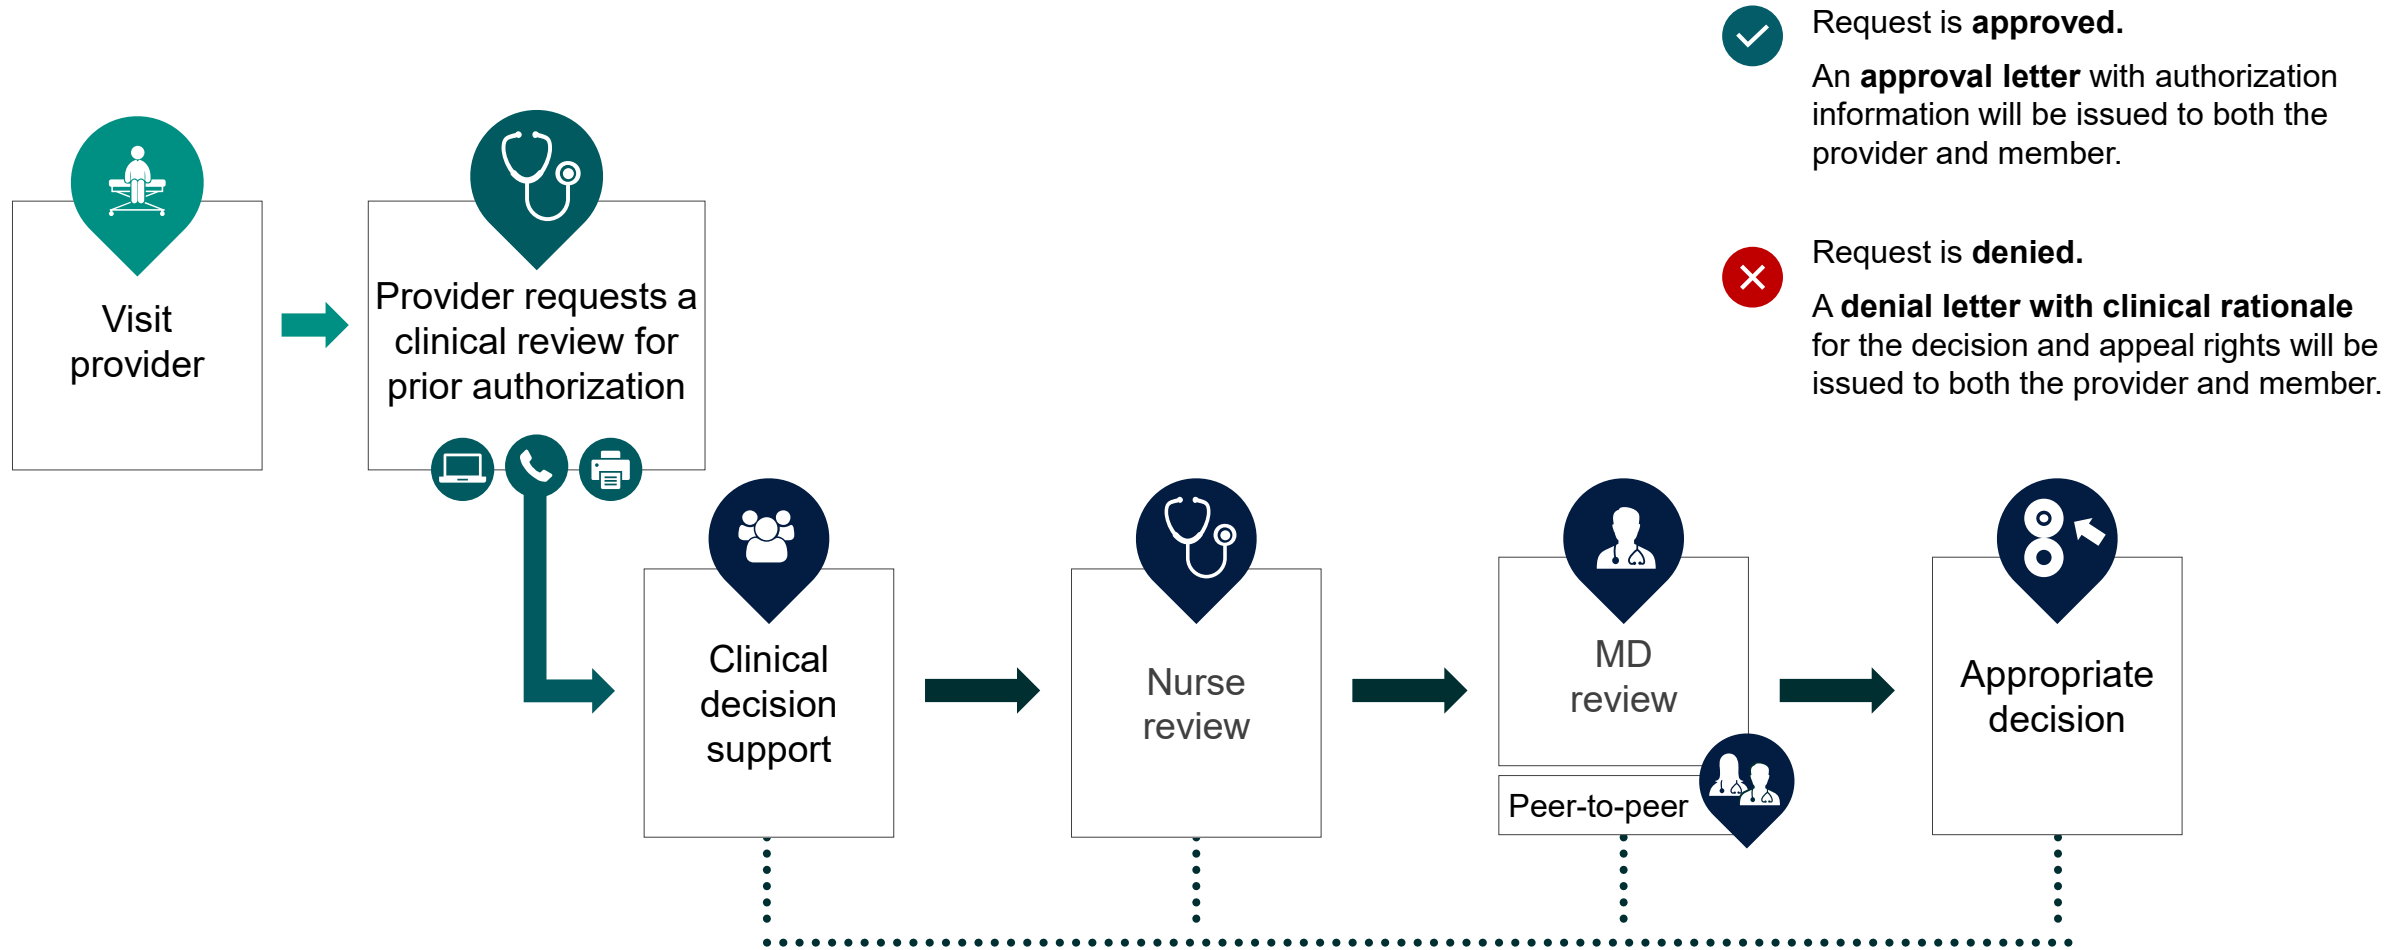 Request is approved.
An approval letter with authorization
information will be issued to both the
provider and member.
Request is denied.
A denial letter with clinical rationale
for the decision and appeal rights will be
issued to both the provider and member.
Visit
provider
Provider requests a
clinical review for
prior authorization
Clinical
decision
support
Nurse
review
MD
review
Peer-to-peer
Appropriate
decision